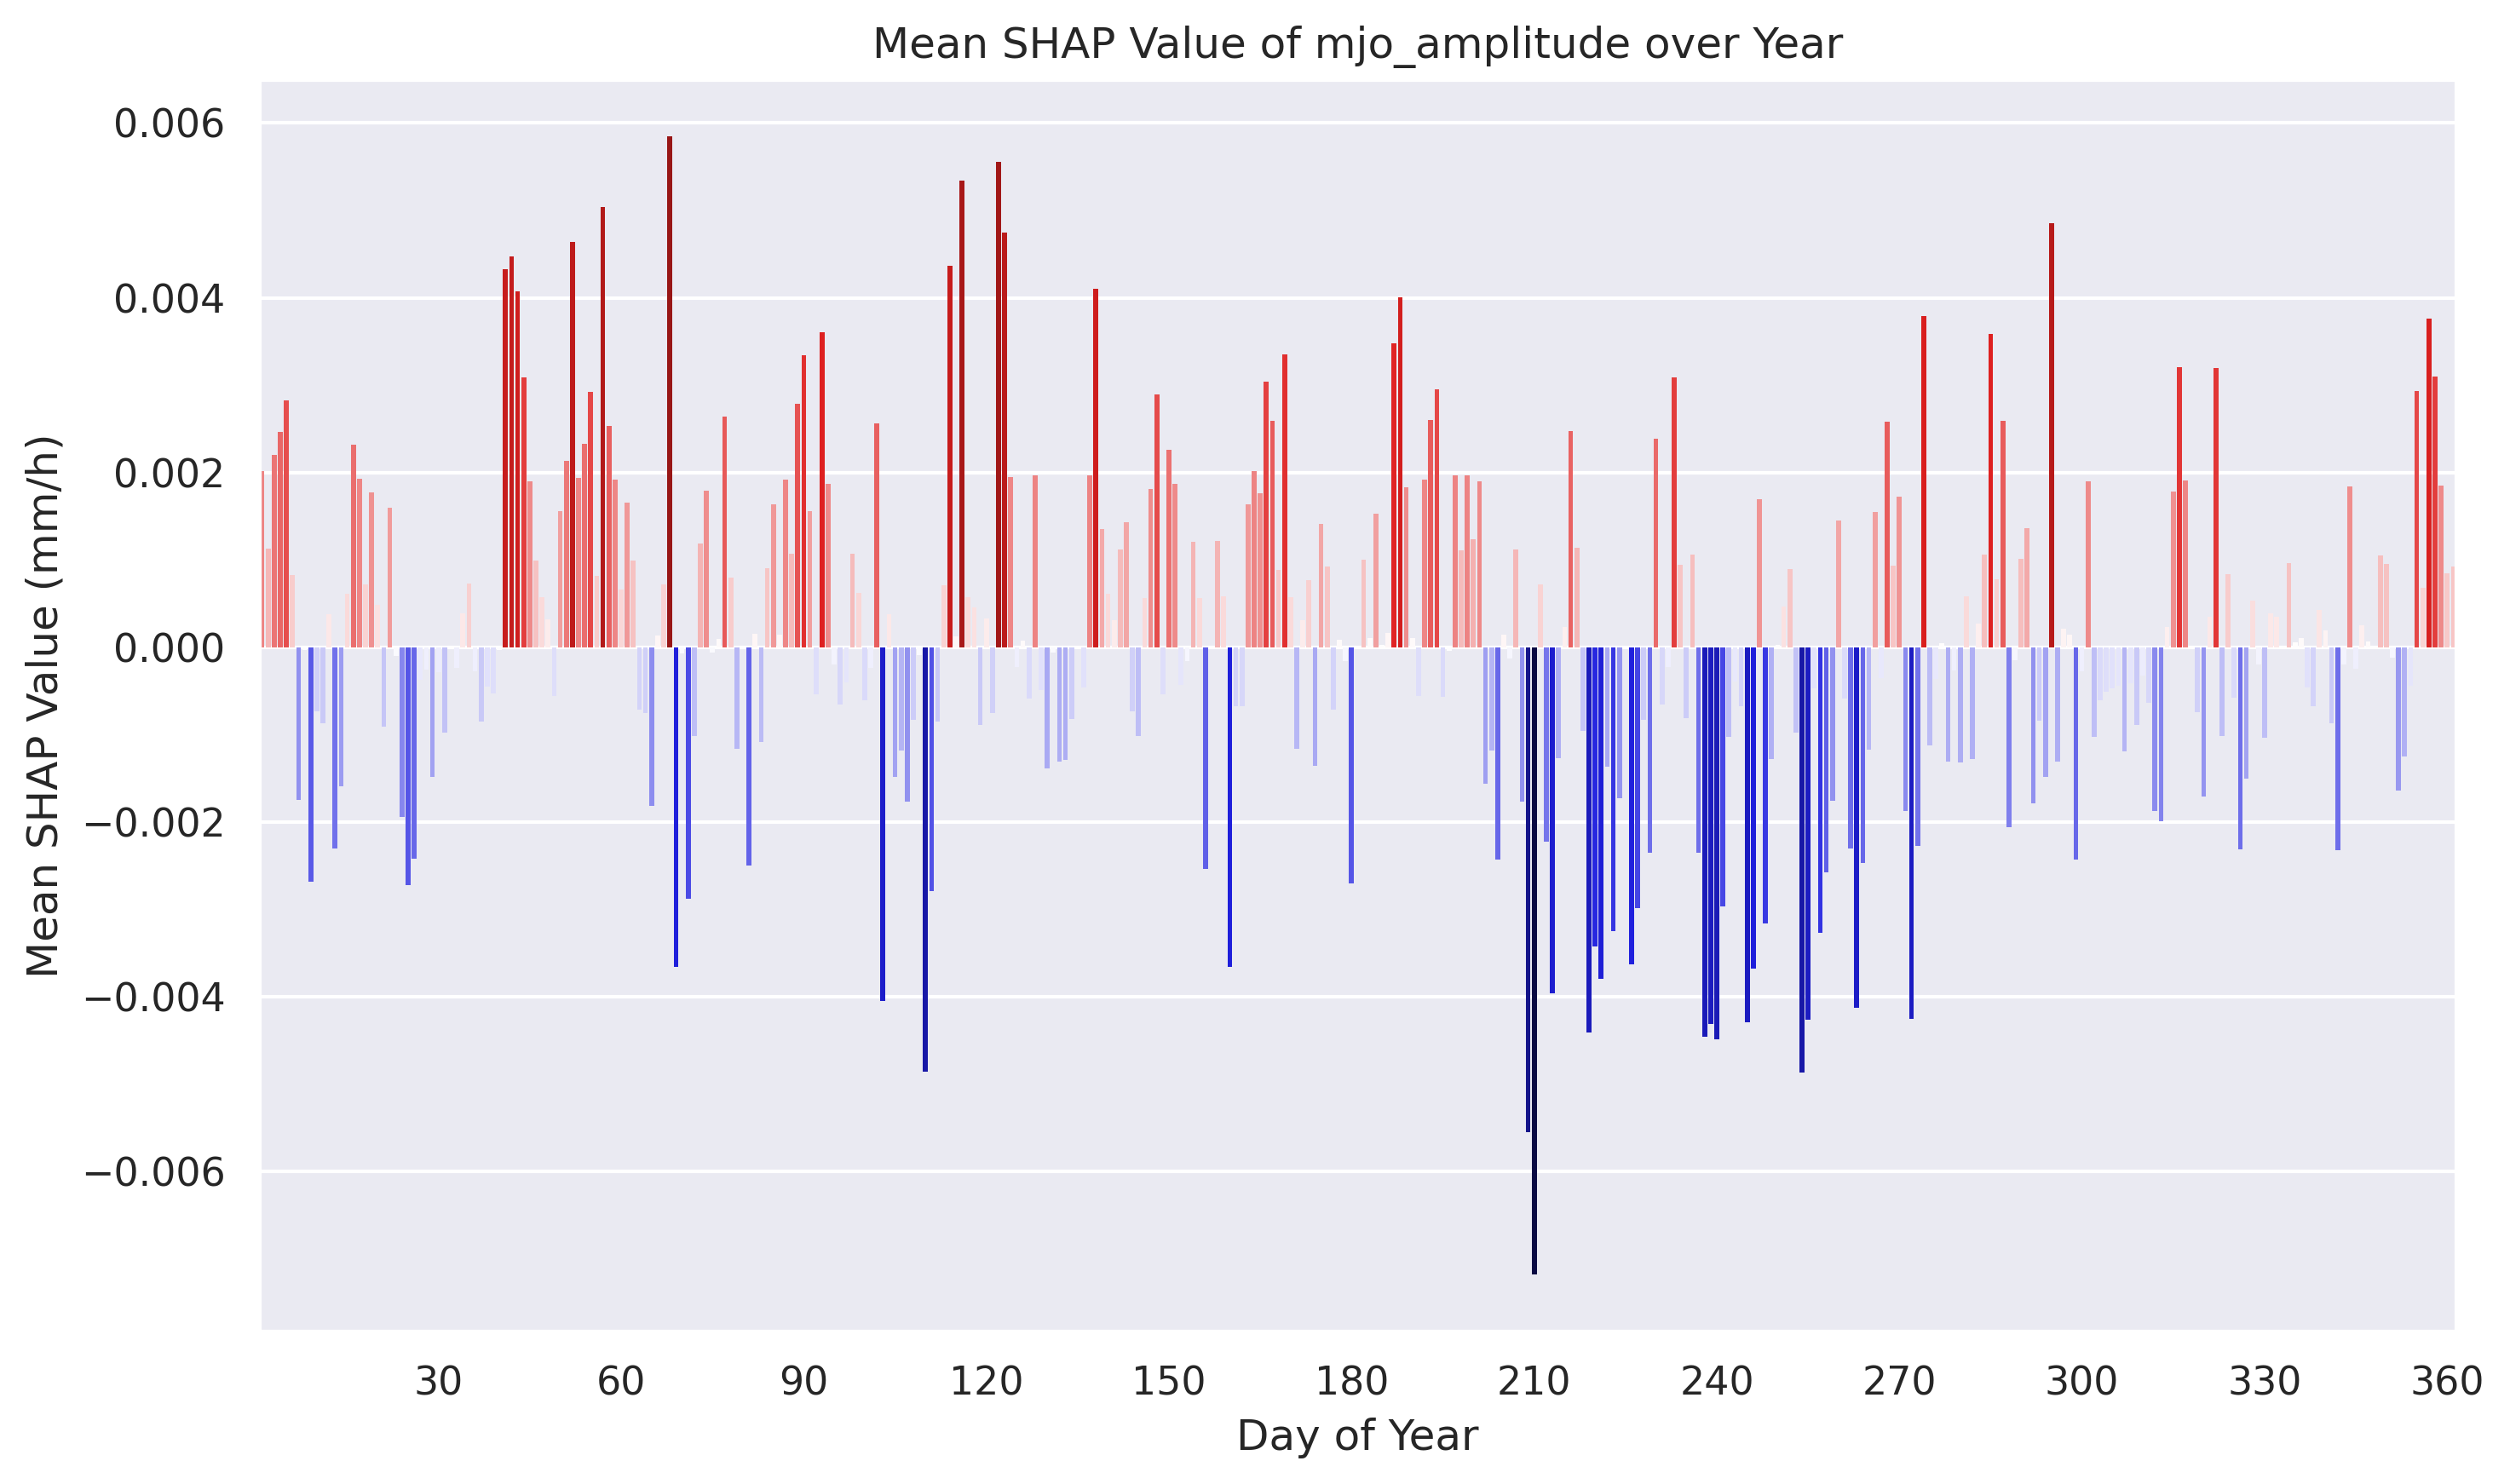 Mean SHAP Value of mjo_amplitude over Year
Mean SHAP Value (mm/h)
0.006
0.004
0.002
0.000
−0.002
−0.004
−0.006
30 60 90 120 150 180 210 240 270 300 330 360
Day of Year